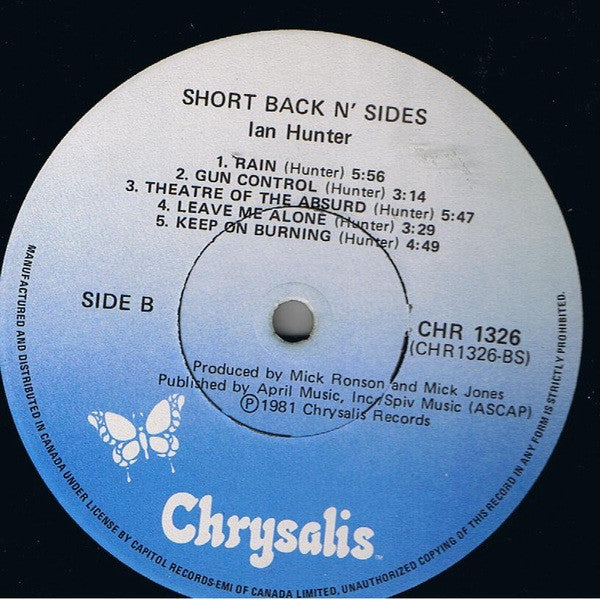 SHORT BACK N' SIDES
Ian Hunter
1. RAIN (Hunter) 5:56
2. GUN CONTROL (Hunter) 3:14
3. THEATRE OF THE ABSURD (Hunter) 5:47
4. LEAVE ME ALONE (Hunter) 3:29
5. KEEP ON BURNING (Hunter) 4:49
SIDE B
CHR 1326
(CHR1326-BS)
Produced by Mick Ronson and Mick Jones
Published by April Music, Inc/Spiv Music (ASCAP)
Ⓟ1981 Chrysalis Records
Chrysalis™
MANUFACTURED AND DISTRIBUTED IN CANADA UNDER LICENSE BY CAPITOL RECORDS-EMI OF CANADA LIMITED. UNAUTHORIZED COPYING OF THIS RECORD IN ANY FORM IS STRICTLY PROHIBITED.